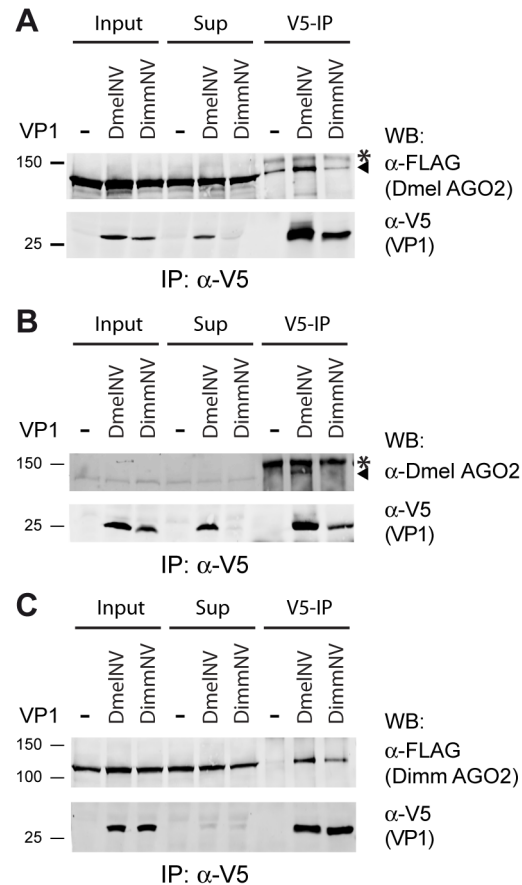 A
Input Sup V5-IP
VP1 - DmelNV DimmNV - DmelNV DimmNV - DmelNV DimmNV
WB:
150 — * α-FLAG
(Dmel AGO2)
25 — α-V5
(VP1)
IP: α-V5
B
Input Sup V5-IP
VP1 - DmelNV DimmNV - DmelNV DimmNV - DmelNV DimmNV
WB:
150 — * α-Dmel AGO2
25 — α-V5
(VP1)
IP: α-V5
C
Input Sup V5-IP
VP1 - DmelNV DimmNV - DmelNV DimmNV - DmelNV DimmNV
WB:
150 — α-FLAG
100 — (Dimm AGO2)
25 — α-V5
(VP1)
IP: α-V5